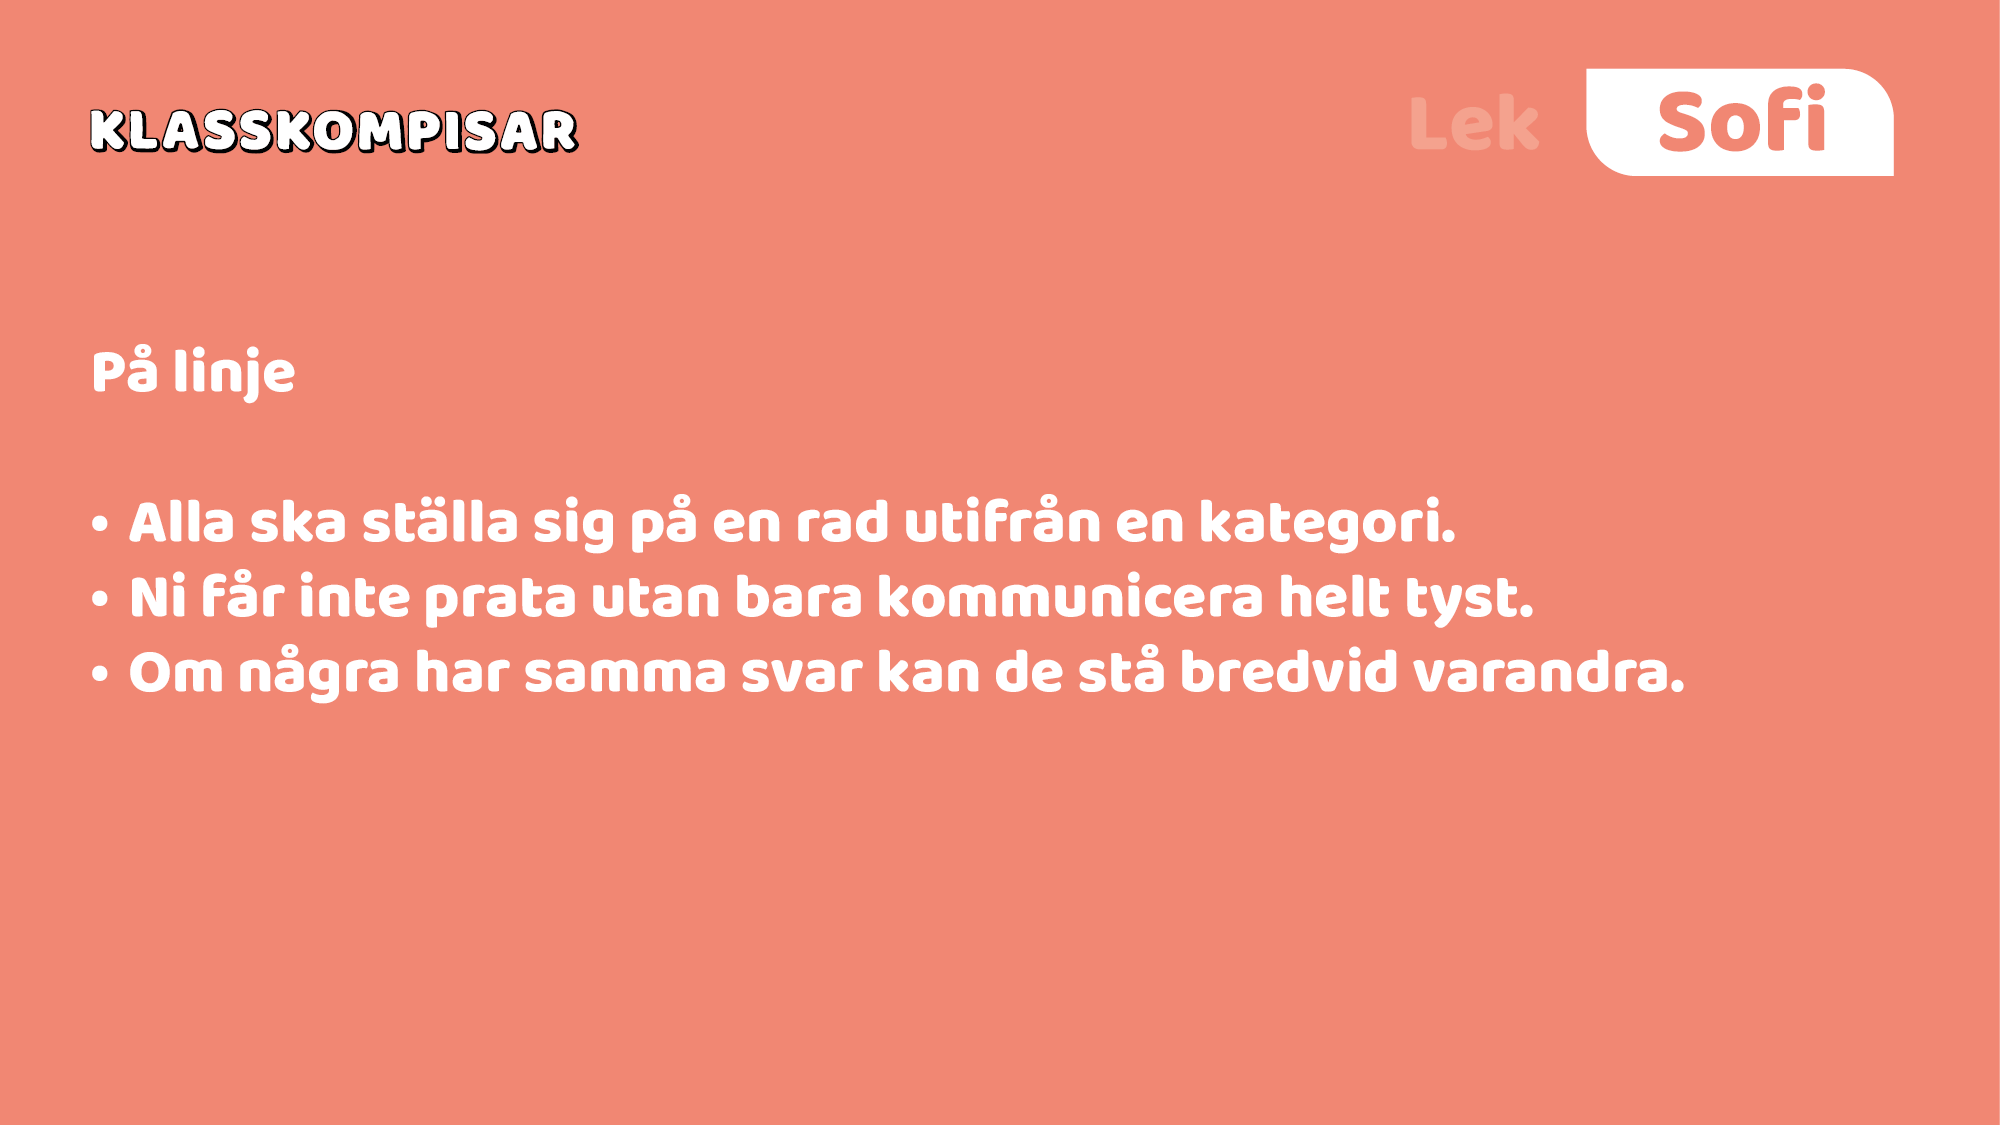 KLASSKOMPISAR
Lek
Sofi
På linje
• Alla ska ställa sig på en rad utifrån en kategori.
• Ni får inte prata utan bara kommunicera helt tyst.
• Om några har samma svar kan de stå bredvid varandra.